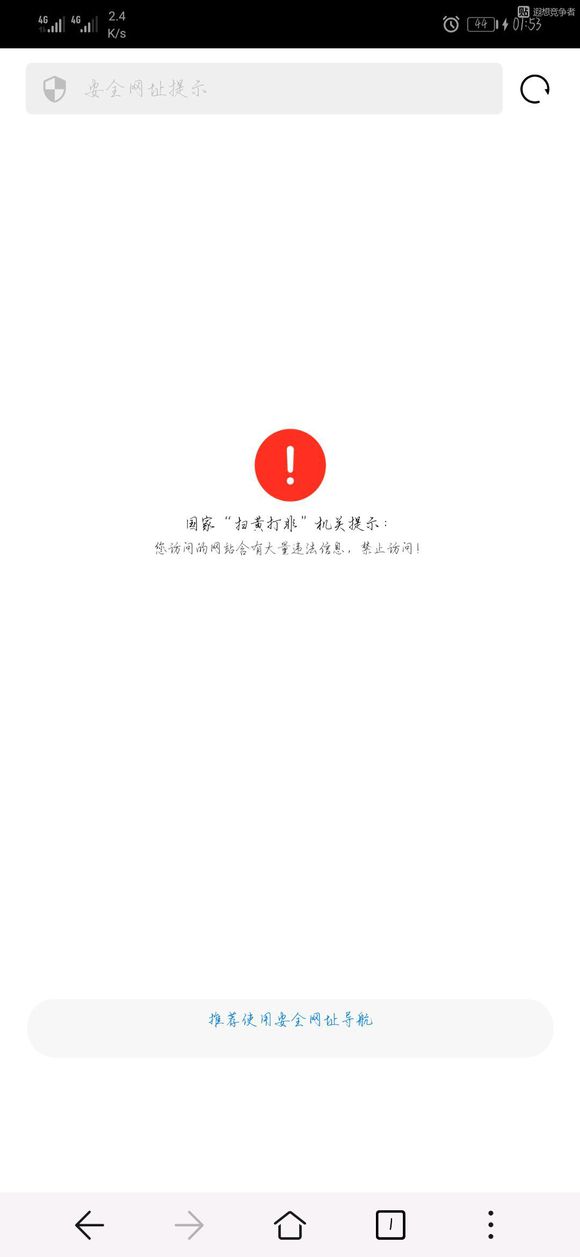 4G
4G
2.4
K/s
贴 遐想竞争者
44
01:53
安全网址提示
国家“扫黄打非”机关提示:
您访问的网站含有大量违法信息，禁止访问!
推荐使用安全网址导航
1